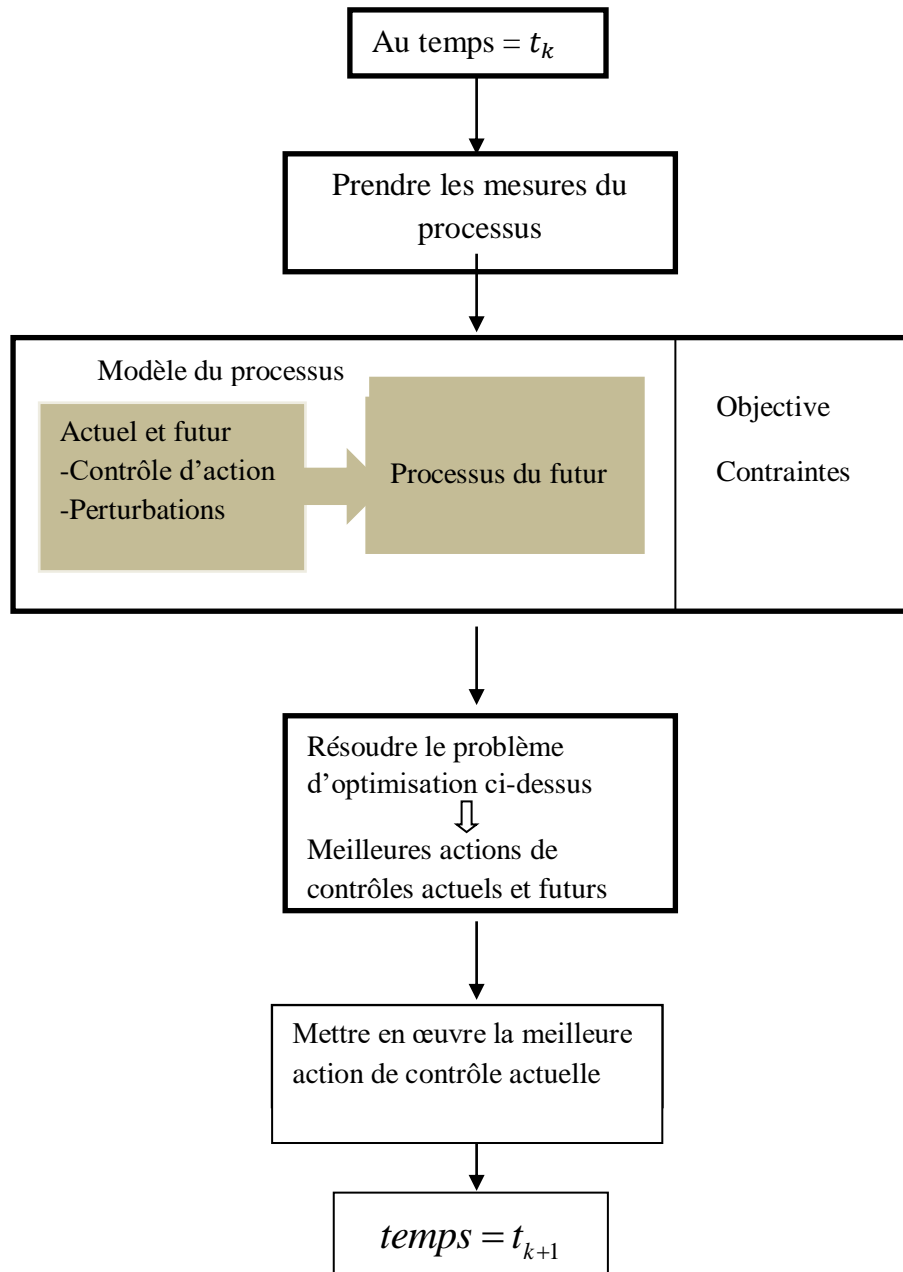 Au temps = t_k
Prendre les mesures du
processus
Modèle du processus
Actuel et futur
-Contrôle d’action
-Perturbations
Processus du futur
Objective
Contraintes
Résoudre le problème
d’optimisation ci-dessus
Meilleures actions de
contrôles actuels et futurs
Mettre en œuvre la meilleure
action de contrôle actuelle
temps = t_{k+1}